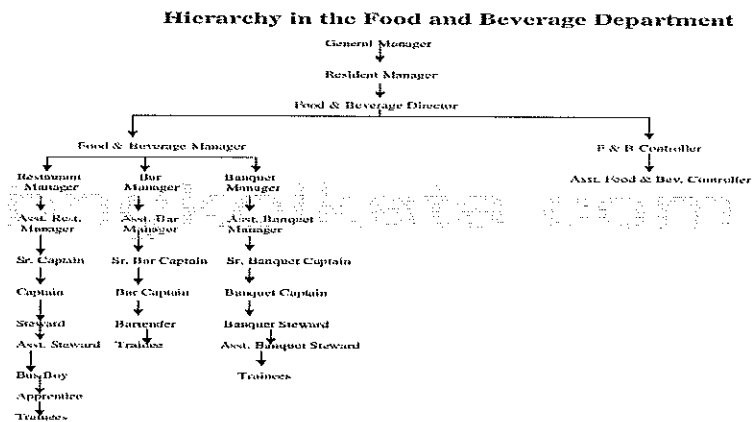 Hierarchy in the Food and Beverage Department
General Manager
Resident Manager
Food & Beverage Director
Food & Beverage Manager
F & B Controller
Restaurant
Manager
Bar
Manager
Banquet
Manager
Asst. Food & Bev. Controller
Asst. Rest.
Manager
Asst. Bar
Manager
Asst. Banquet
Manager
Sr. Captain
Sr. Bar Captain
Sr. Banquet Captain
Captain
Bar Captain
Banquet Captain
Steward
Bartender
Banquet Steward
Asst. Steward
Trainee
Asst. Banquet Steward
Bus Boy
Trainees
Apprentice
Trainees